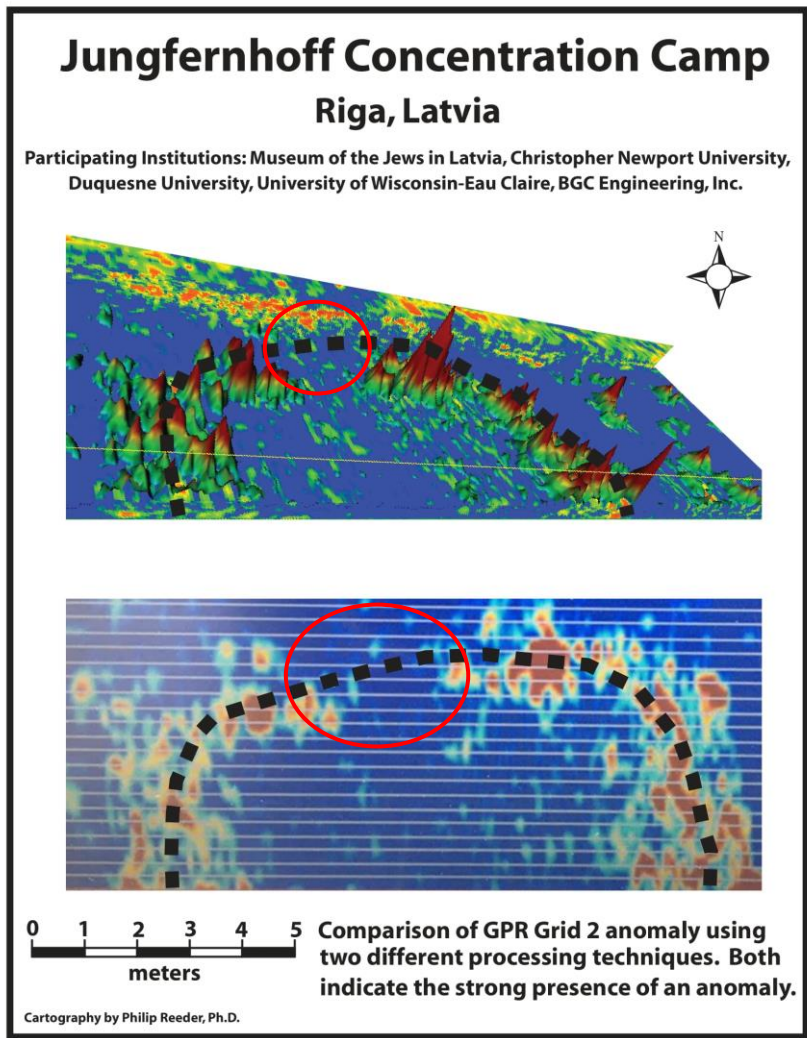 Jungfernhoff Concentration Camp
Riga, Latvia
Participating Institutions: Museum of the Jews in Latvia, Christopher Newport University,
Duquesne University, University of Wisconsin-Eau Claire, BGC Engineering, Inc.
N
0 1 2 3 4 5
meters
Comparison of GPR Grid 2 anomaly using
two different processing techniques. Both
indicate the strong presence of an anomaly.
Cartography by Philip Reeder, Ph.D.